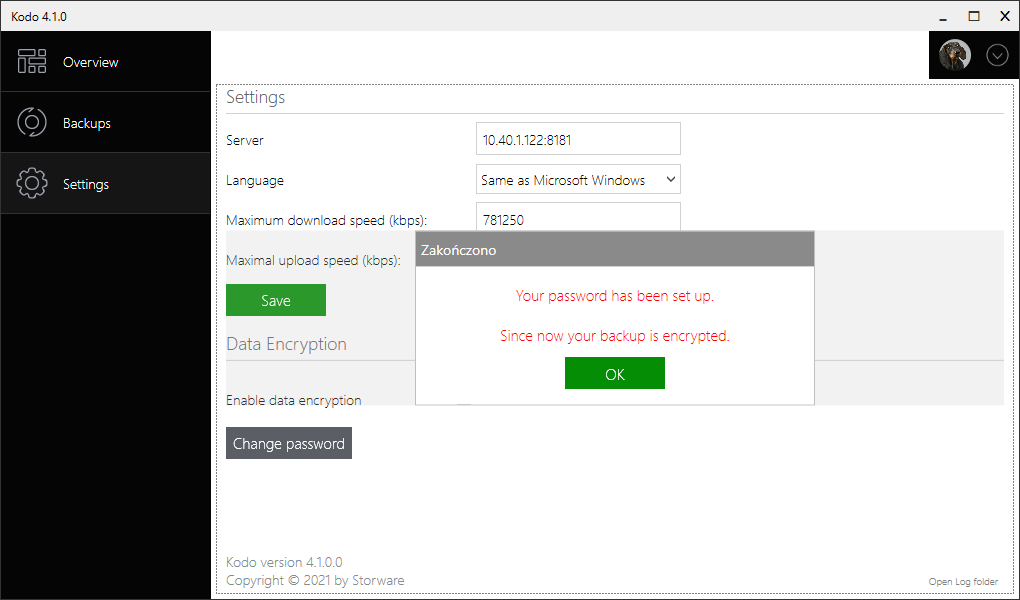 Kodo 4.1.0
Overview
Backups
Settings
Settings
Server
10.40.1.122:8181
Language
Same as Microsoft Windows
Maximum download speed (kbps):
781250
Maximal upload speed (kbps):
Save
Data Encryption
Enable data encryption
Change password
Zakończono
Your password has been set up.
Since now your backup is encrypted.
OK
Kodo version 4.1.0.0
Copyright © 2021 by Storware
Open Log folder